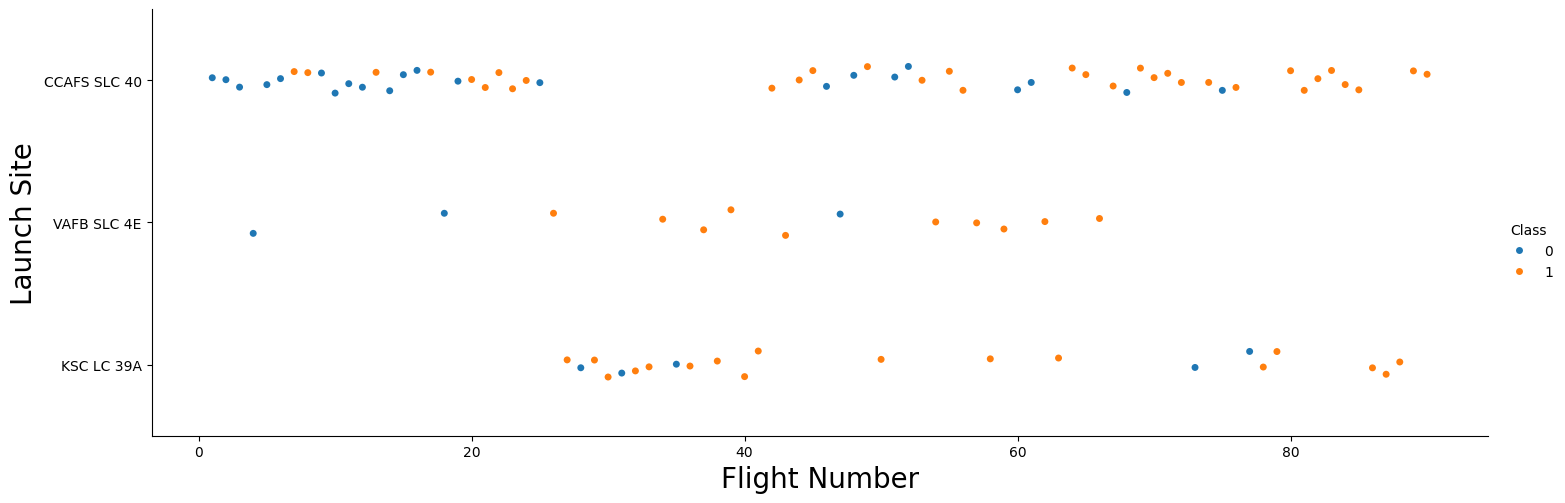 Launch Site
CCAFS SLC 40
VAFB SLC 4E
KSC LC 39A
0
20
40
60
80
Flight Number
Class
0
1